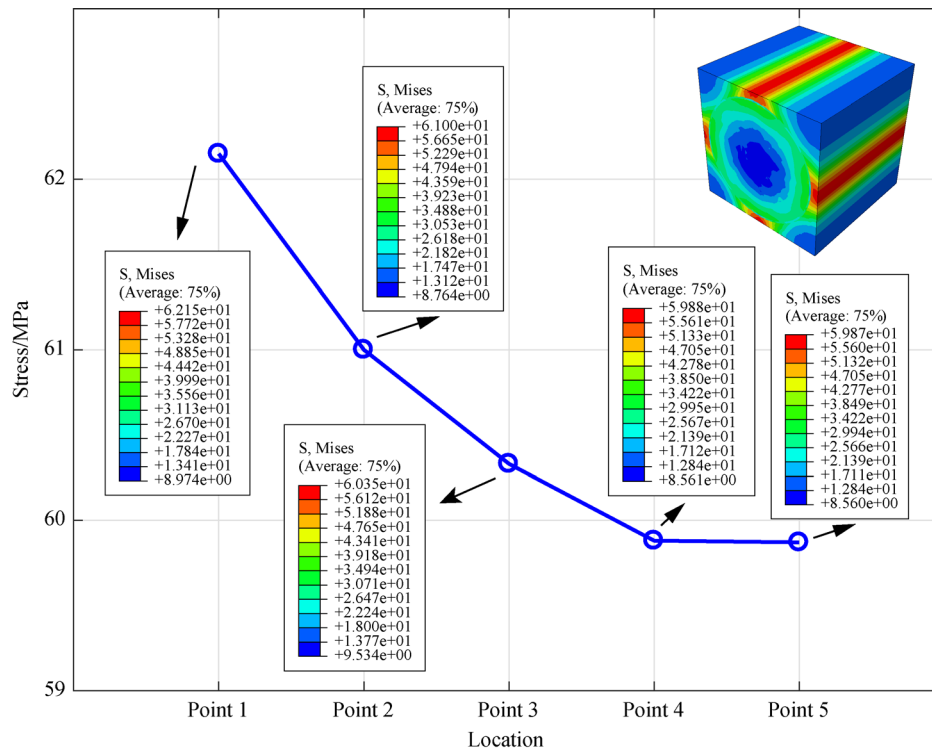 Stress/MPa
62
61
60
59
S, Mises
(Average: 75%)
+6.215e+01
+5.772e+01
+5.328e+01
+4.885e+01
+4.442e+01
+3.999e+01
+3.556e+01
+3.113e+01
+2.670e+01
+2.227e+01
+1.784e+01
+1.341e+01
+8.974e+00
S, Mises
(Average: 75%)
+6.100e+01
+5.665e+01
+5.229e+01
+4.794e+01
+4.359e+01
+3.923e+01
+3.488e+01
+3.053e+01
+2.618e+01
+2.182e+01
+1.747e+01
+1.312e+01
+8.764e+00
S, Mises
(Average: 75%)
+6.035e+01
+5.612e+01
+5.188e+01
+4.765e+01
+4.341e+01
+3.918e+01
+3.494e+01
+3.071e+01
+2.647e+01
+2.224e+01
+1.800e+01
+1.377e+01
+9.534e+00
S, Mises
(Average: 75%)
+5.988e+01
+5.561e+01
+5.133e+01
+4.705e+01
+4.278e+01
+3.850e+01
+3.422e+01
+2.995e+01
+2.567e+01
+2.139e+01
+1.712e+01
+1.284e+01
+8.561e+00
S, Mises
(Average: 75%)
+5.987e+01
+5.560e+01
+5.132e+01
+4.705e+01
+4.277e+01
+3.849e+01
+3.422e+01
+2.994e+01
+2.566e+01
+2.139e+01
+1.711e+01
+1.284e+01
+8.560e+00
Point 1
Point 2
Point 3
Point 4
Point 5
Location